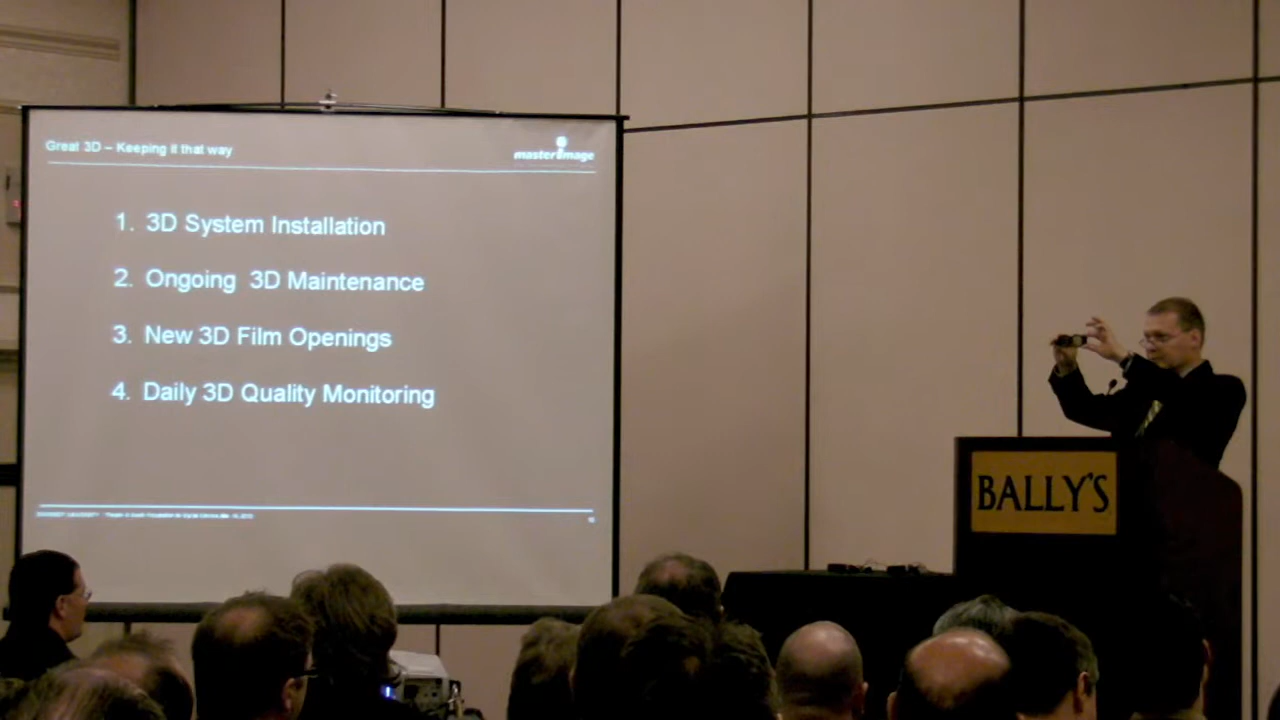 Great 3D – Keeping it that way
masterimage
1. 3D System Installation
2. Ongoing 3D Maintenance
3. New 3D Film Openings
4. Daily 3D Quality Monitoring
BALLY'S